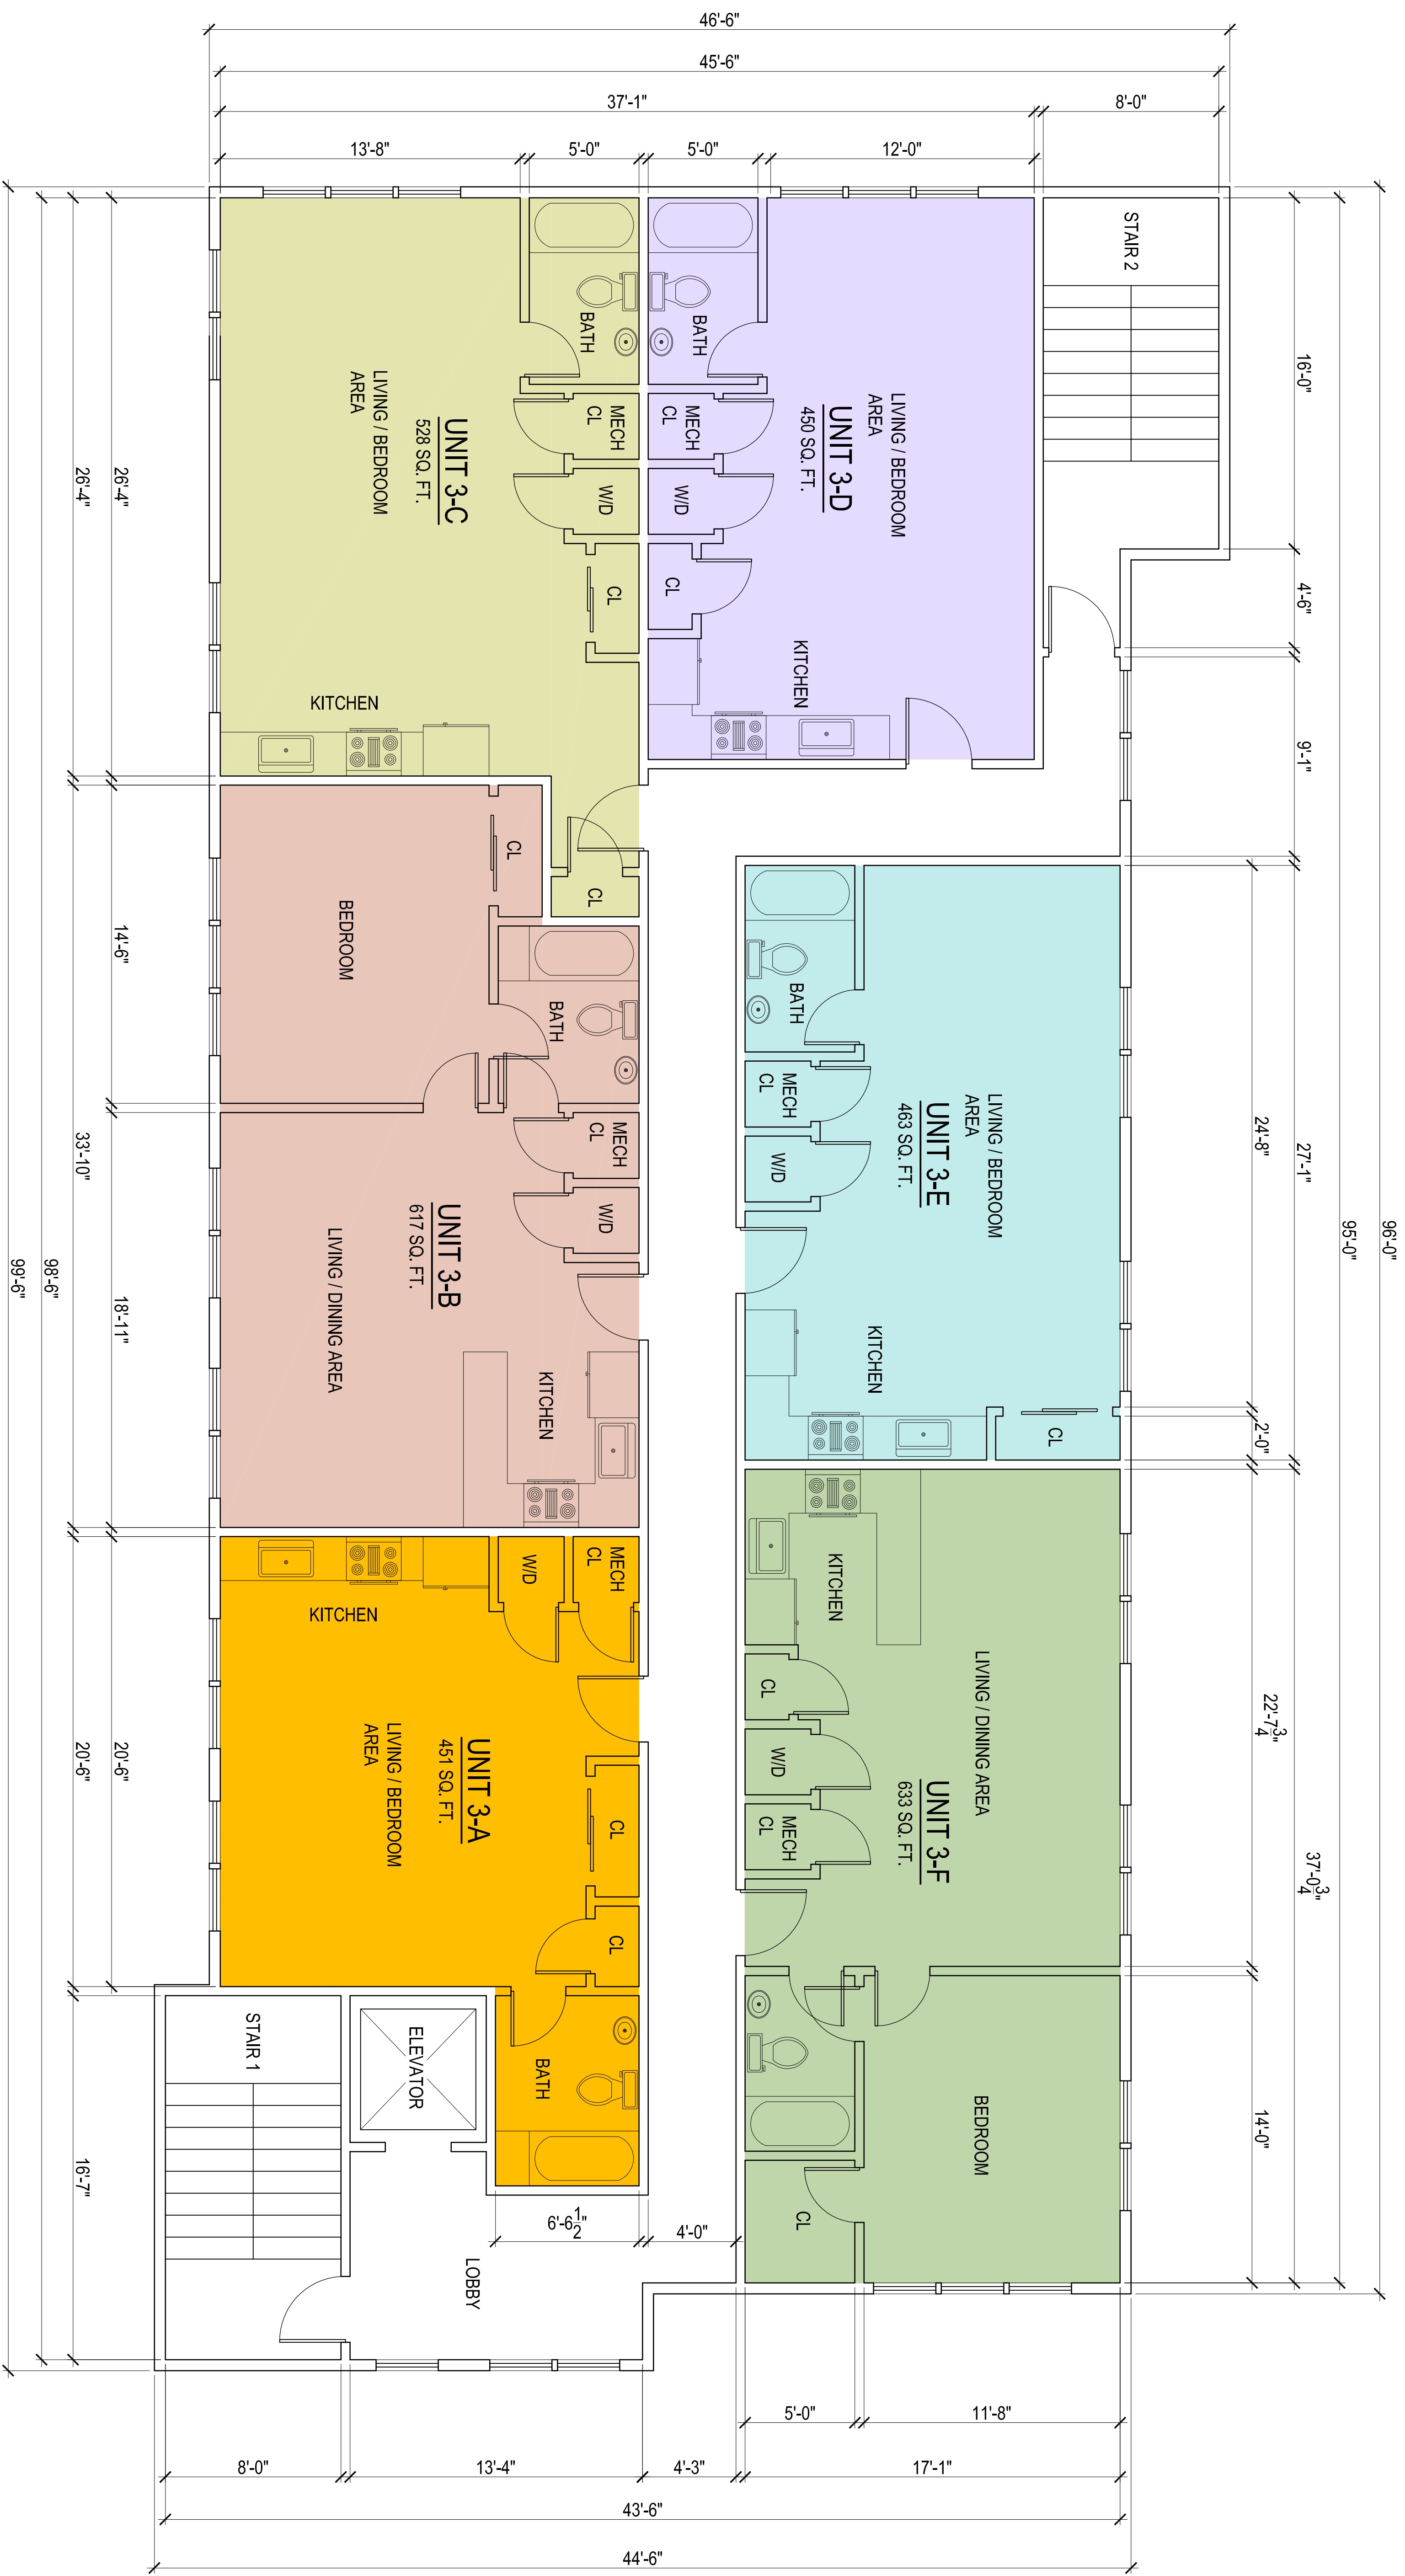 46'-6"
45'-6"
37'-1"
8'-0"
13'-8"
5'-0"
5'-0"
12'-0"
STAIR 2
BATH
BATH
16'-0"
LIVING / BEDROOM
AREA
UNIT 3-C
528 SQ. FT.
MECH
CL
W/D
CL
KITCHEN
CL
LIVING / BEDROOM
AREA
UNIT 3-D
450 SQ. FT.
MECH
CL
W/D
CL
KITCHEN
4'-6"
9'-1"
26'-4"
26'-4"
BEDROOM
CL
BATH
14'-6"
MECH
CL
W/D
UNIT 3-B
617 SQ. FT.
LIVING / DINING AREA
KITCHEN
33'-10"
18'-11"
98'-6"
99'-6"
BATH
MECH
CL
W/D
LIVING / BEDROOM
AREA
UNIT 3-E
463 SQ. FT.
KITCHEN
CL
24'-8"
27'-1"
95'-0"
96'-0"
2'-0"
KITCHEN
W/D
MECH
CL
LIVING / BEDROOM
AREA
UNIT 3-A
451 SQ. FT.
CL
CL
BATH
20'-6"
20'-6"
KITCHEN
LIVING / DINING AREA
CL
W/D
MECH
CL
UNIT 3-F
633 SQ. FT.
22'-7 3/4"
37'-0 3/4"
BEDROOM
CL
14'-0"
STAIR 1
ELEVATOR
LOBBY
16'-7"
6'-6 1/2"
4'-0"
5'-0"
11'-8"
8'-0"
13'-4"
4'-3"
17'-1"
43'-6"
44'-6"